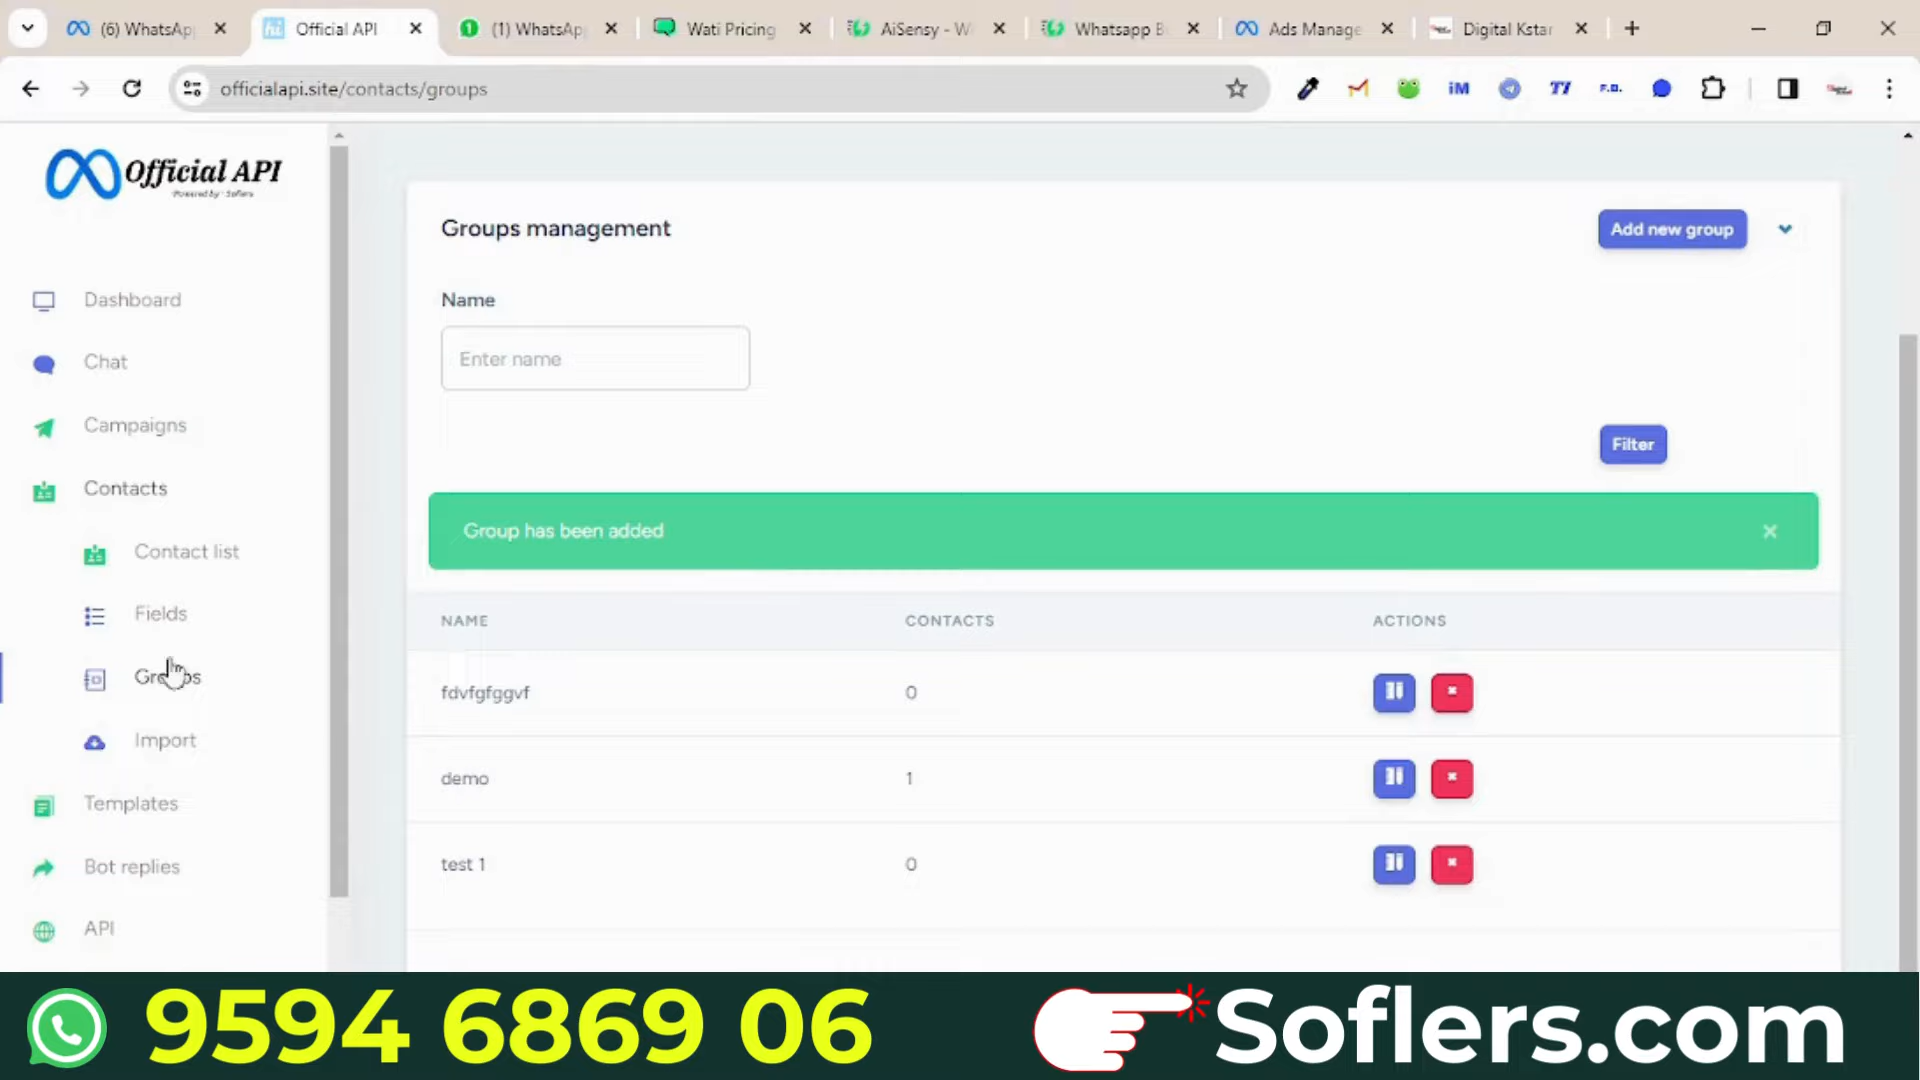 (6) WhatsAp
Official API
(1) WhatsAp
Wati Pricing
AiSensy - W
Whatsapp B
Ads Manage
Digital Kstar
officialapi.site/contacts/groups
iM
F.B.
Official API
Powered by - Soflers
Dashboard
Chat
Campaigns
Contacts
Contact list
Fields
Groups
Import
Templates
Bot replies
API
Groups management
Add new group
Name
Enter name
Filter
Group has been added
NAME CONTACTS ACTIONS
fdvfgfggvf 0
demo 1
test 1 0
9594 6869 06
Soflers.com